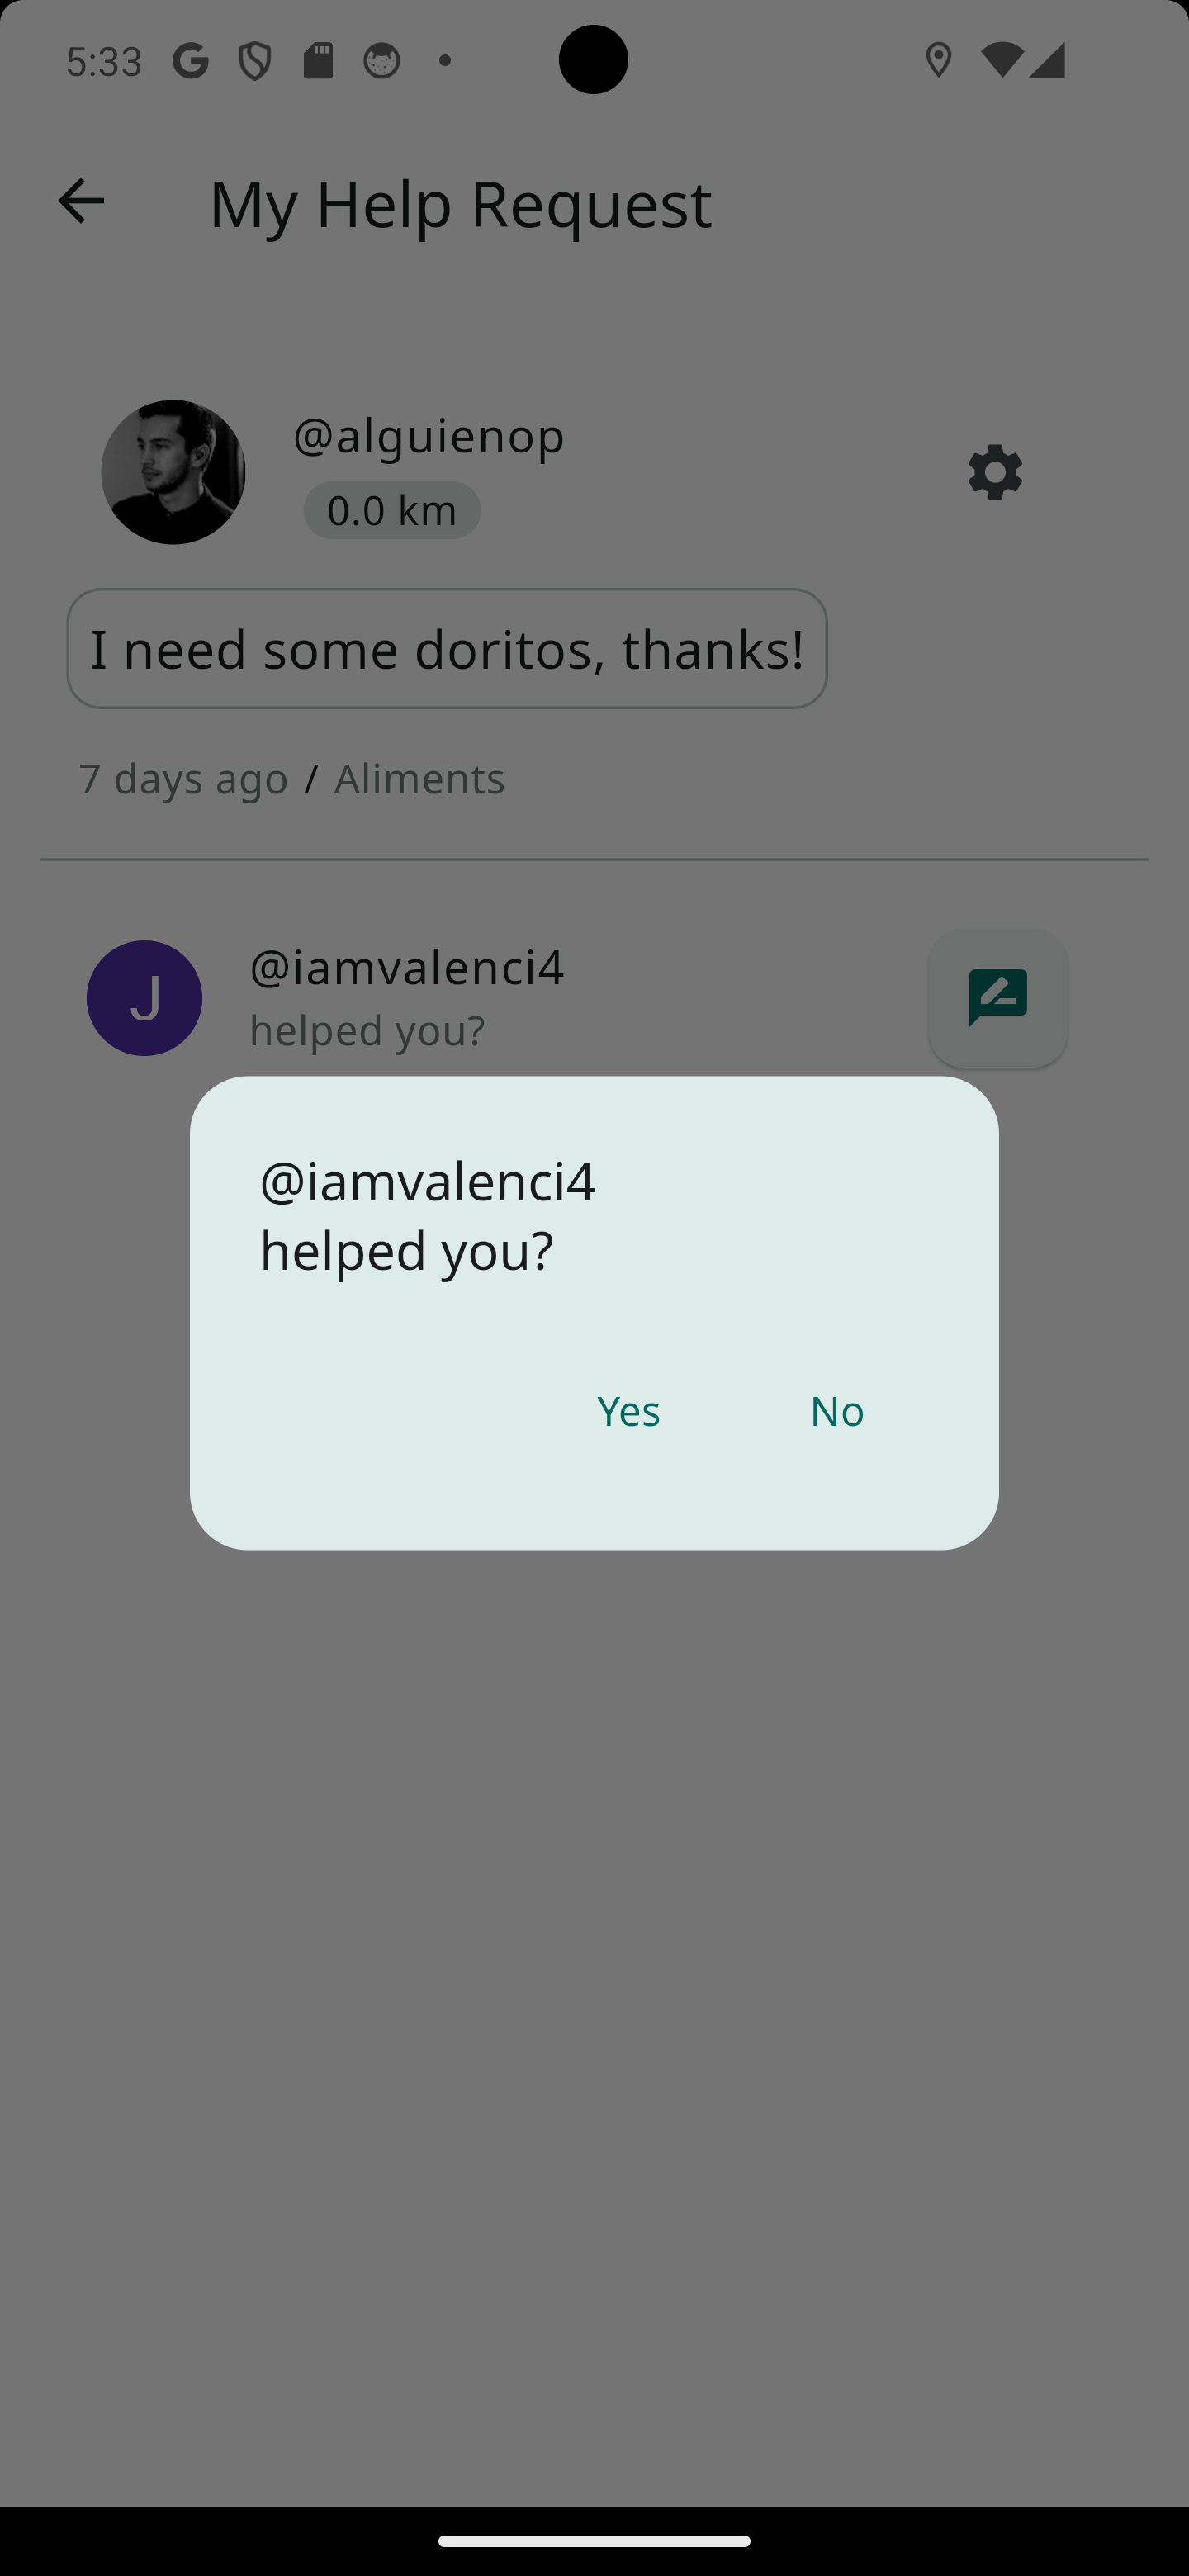 5:33
My Help Request
@alguienop
0.0 km
I need some doritos, thanks!
7 days ago / Aliments
J
@iamvalenci4
helped you?
@iamvalenci4
helped you?
Yes No